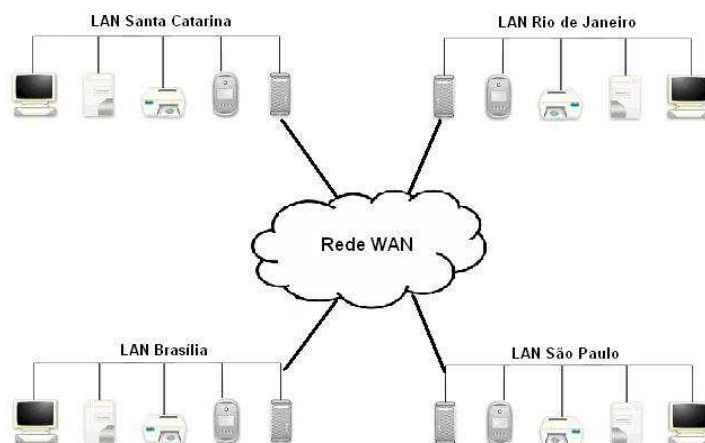 LAN Santa Catarina
LAN Rio de Janeiro
Rede WAN
LAN Brasília
LAN São Paulo